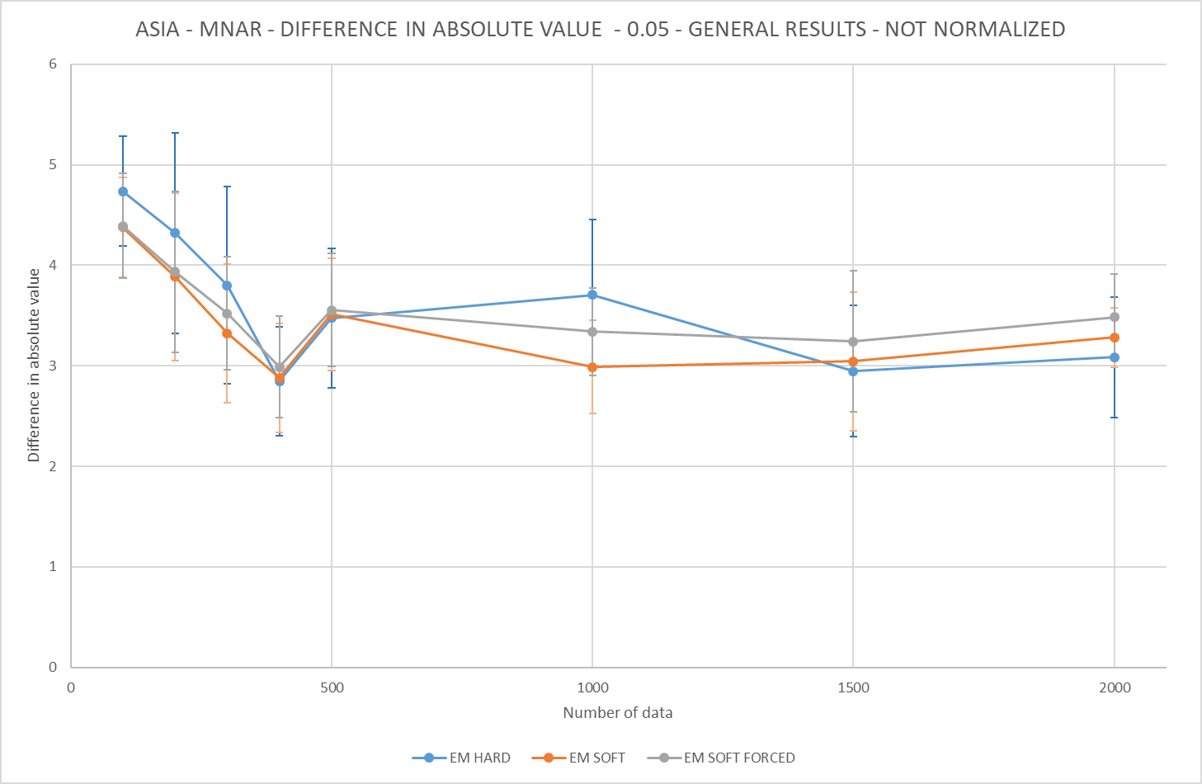 ASIA - MNAR - DIFFERENCE IN ABSOLUTE VALUE - 0.05 - GENERAL RESULTS - NOT NORMALIZED
6
5
4
3
2
1
0
Difference in absolute value
0 500 1000 1500 2000
Number of data
EM HARD EM SOFT EM SOFT FORCED